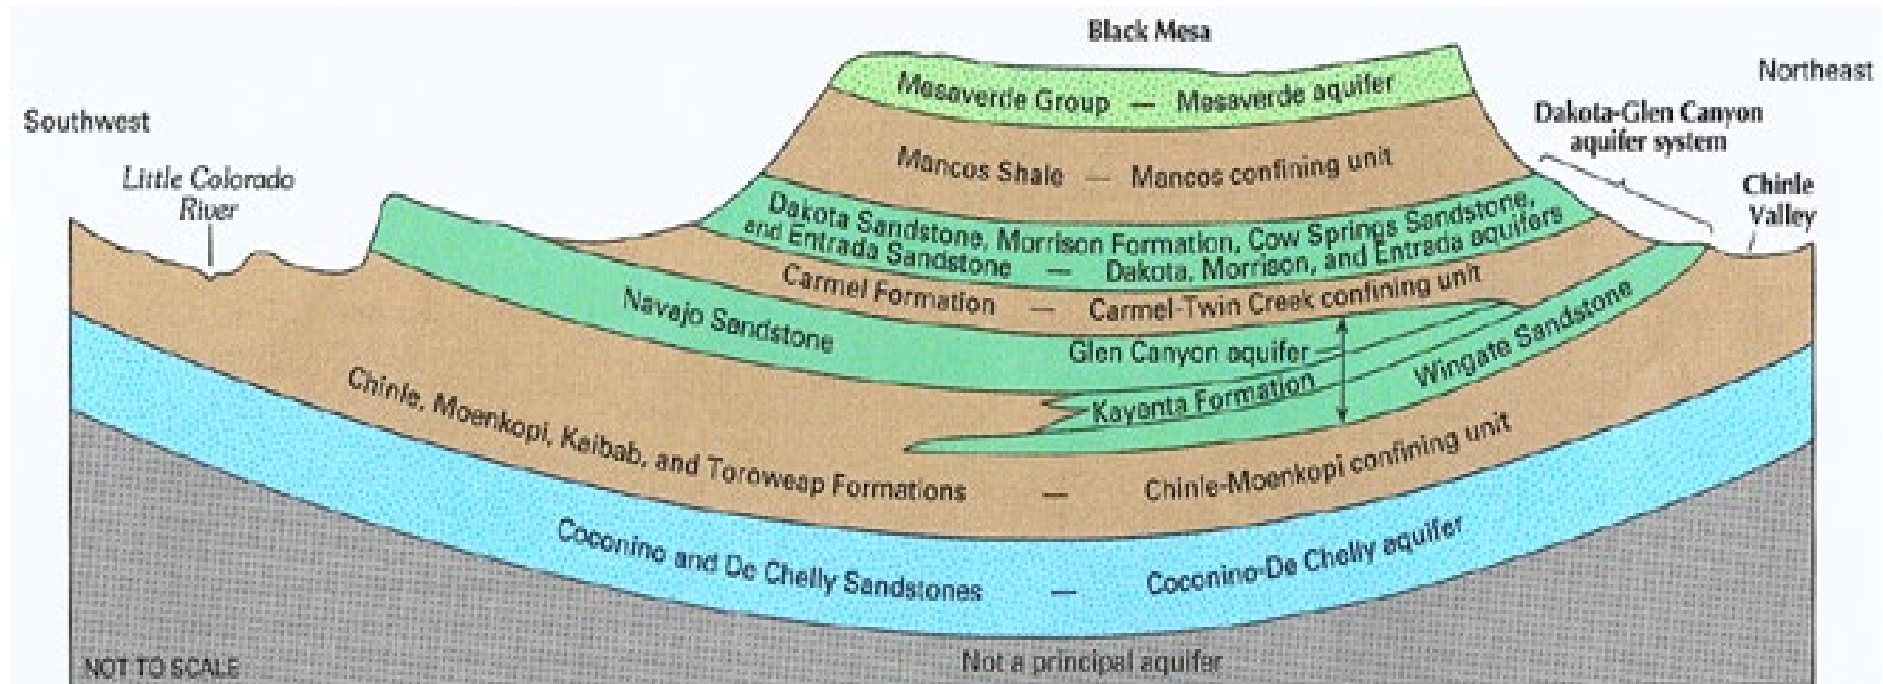 Black Mesa
Northeast
Southwest
Mesaverde Group — Mesaverde aquifer
Dakota-Glen Canyon
aquifer system
Mancos Shale — Mancos confining unit
Little Colorado
River
Chinle
Valley
Dakota Sandstone, Morrison Formation, Cow Springs Sandstone,
and Entrada Sandstone — Dakota, Morrison, and Entrada aquifers
Carmel Formation — Carmel-Twin Creek confining unit
Navajo Sandstone
Glen Canyon aquifer
Wingate Sandstone
Kayenta Formation
Chinle, Moenkopi, Kaibab, and Toroweap Formations — Chinle-Moenkopi confining unit
Coconino and De Chelly Sandstones — Coconino-De Chelly aquifer
NOT TO SCALE
Not a principal aquifer